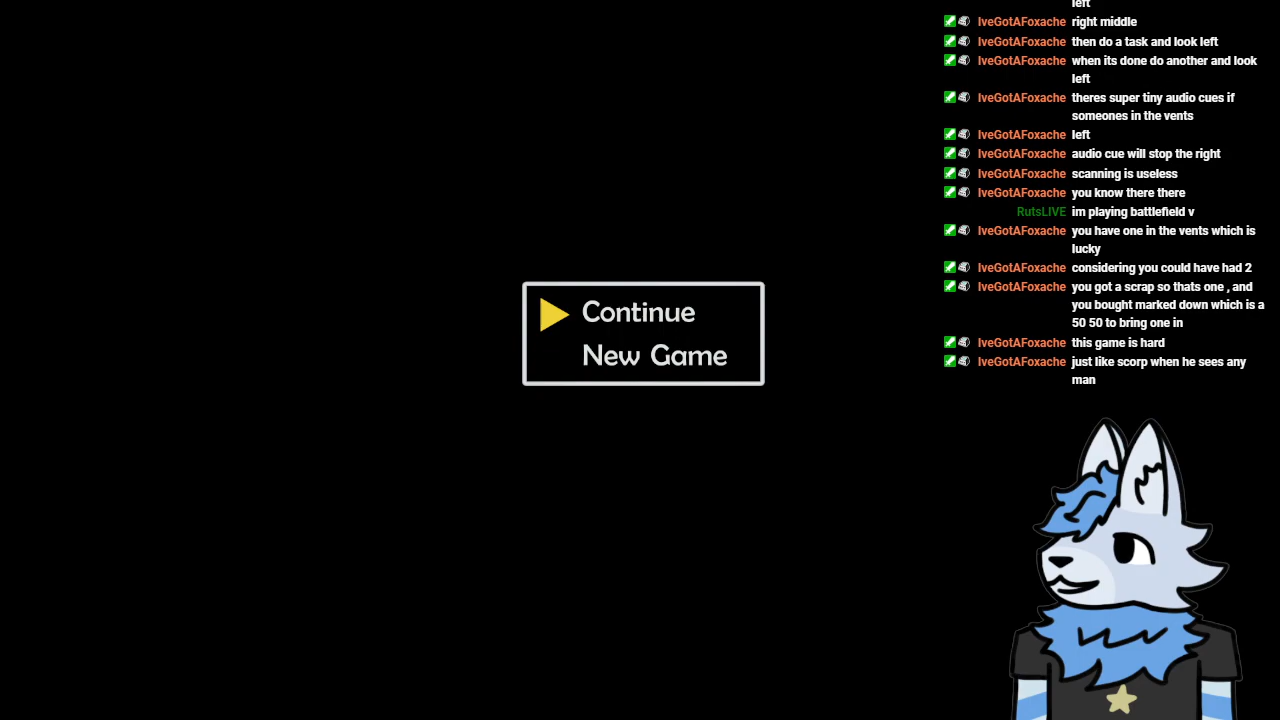 Continue
New Game
left
IveGotAFoxache right middle
IveGotAFoxache then do a task and look left
IveGotAFoxache when its done do another and look
left
IveGotAFoxache theres super tiny audio cues if
someones in the vents
IveGotAFoxache left
IveGotAFoxache audio cue will stop the right
IveGotAFoxache scanning is useless
IveGotAFoxache you know there there
RutsLIVE im playing battlefield v
IveGotAFoxache you have one in the vents which is
lucky
IveGotAFoxache considering you could have had 2
IveGotAFoxache you got a scrap so thats one , and
you bought marked down which is a
50 50 to bring one in
IveGotAFoxache this game is hard
IveGotAFoxache just like scorp when he sees any
man